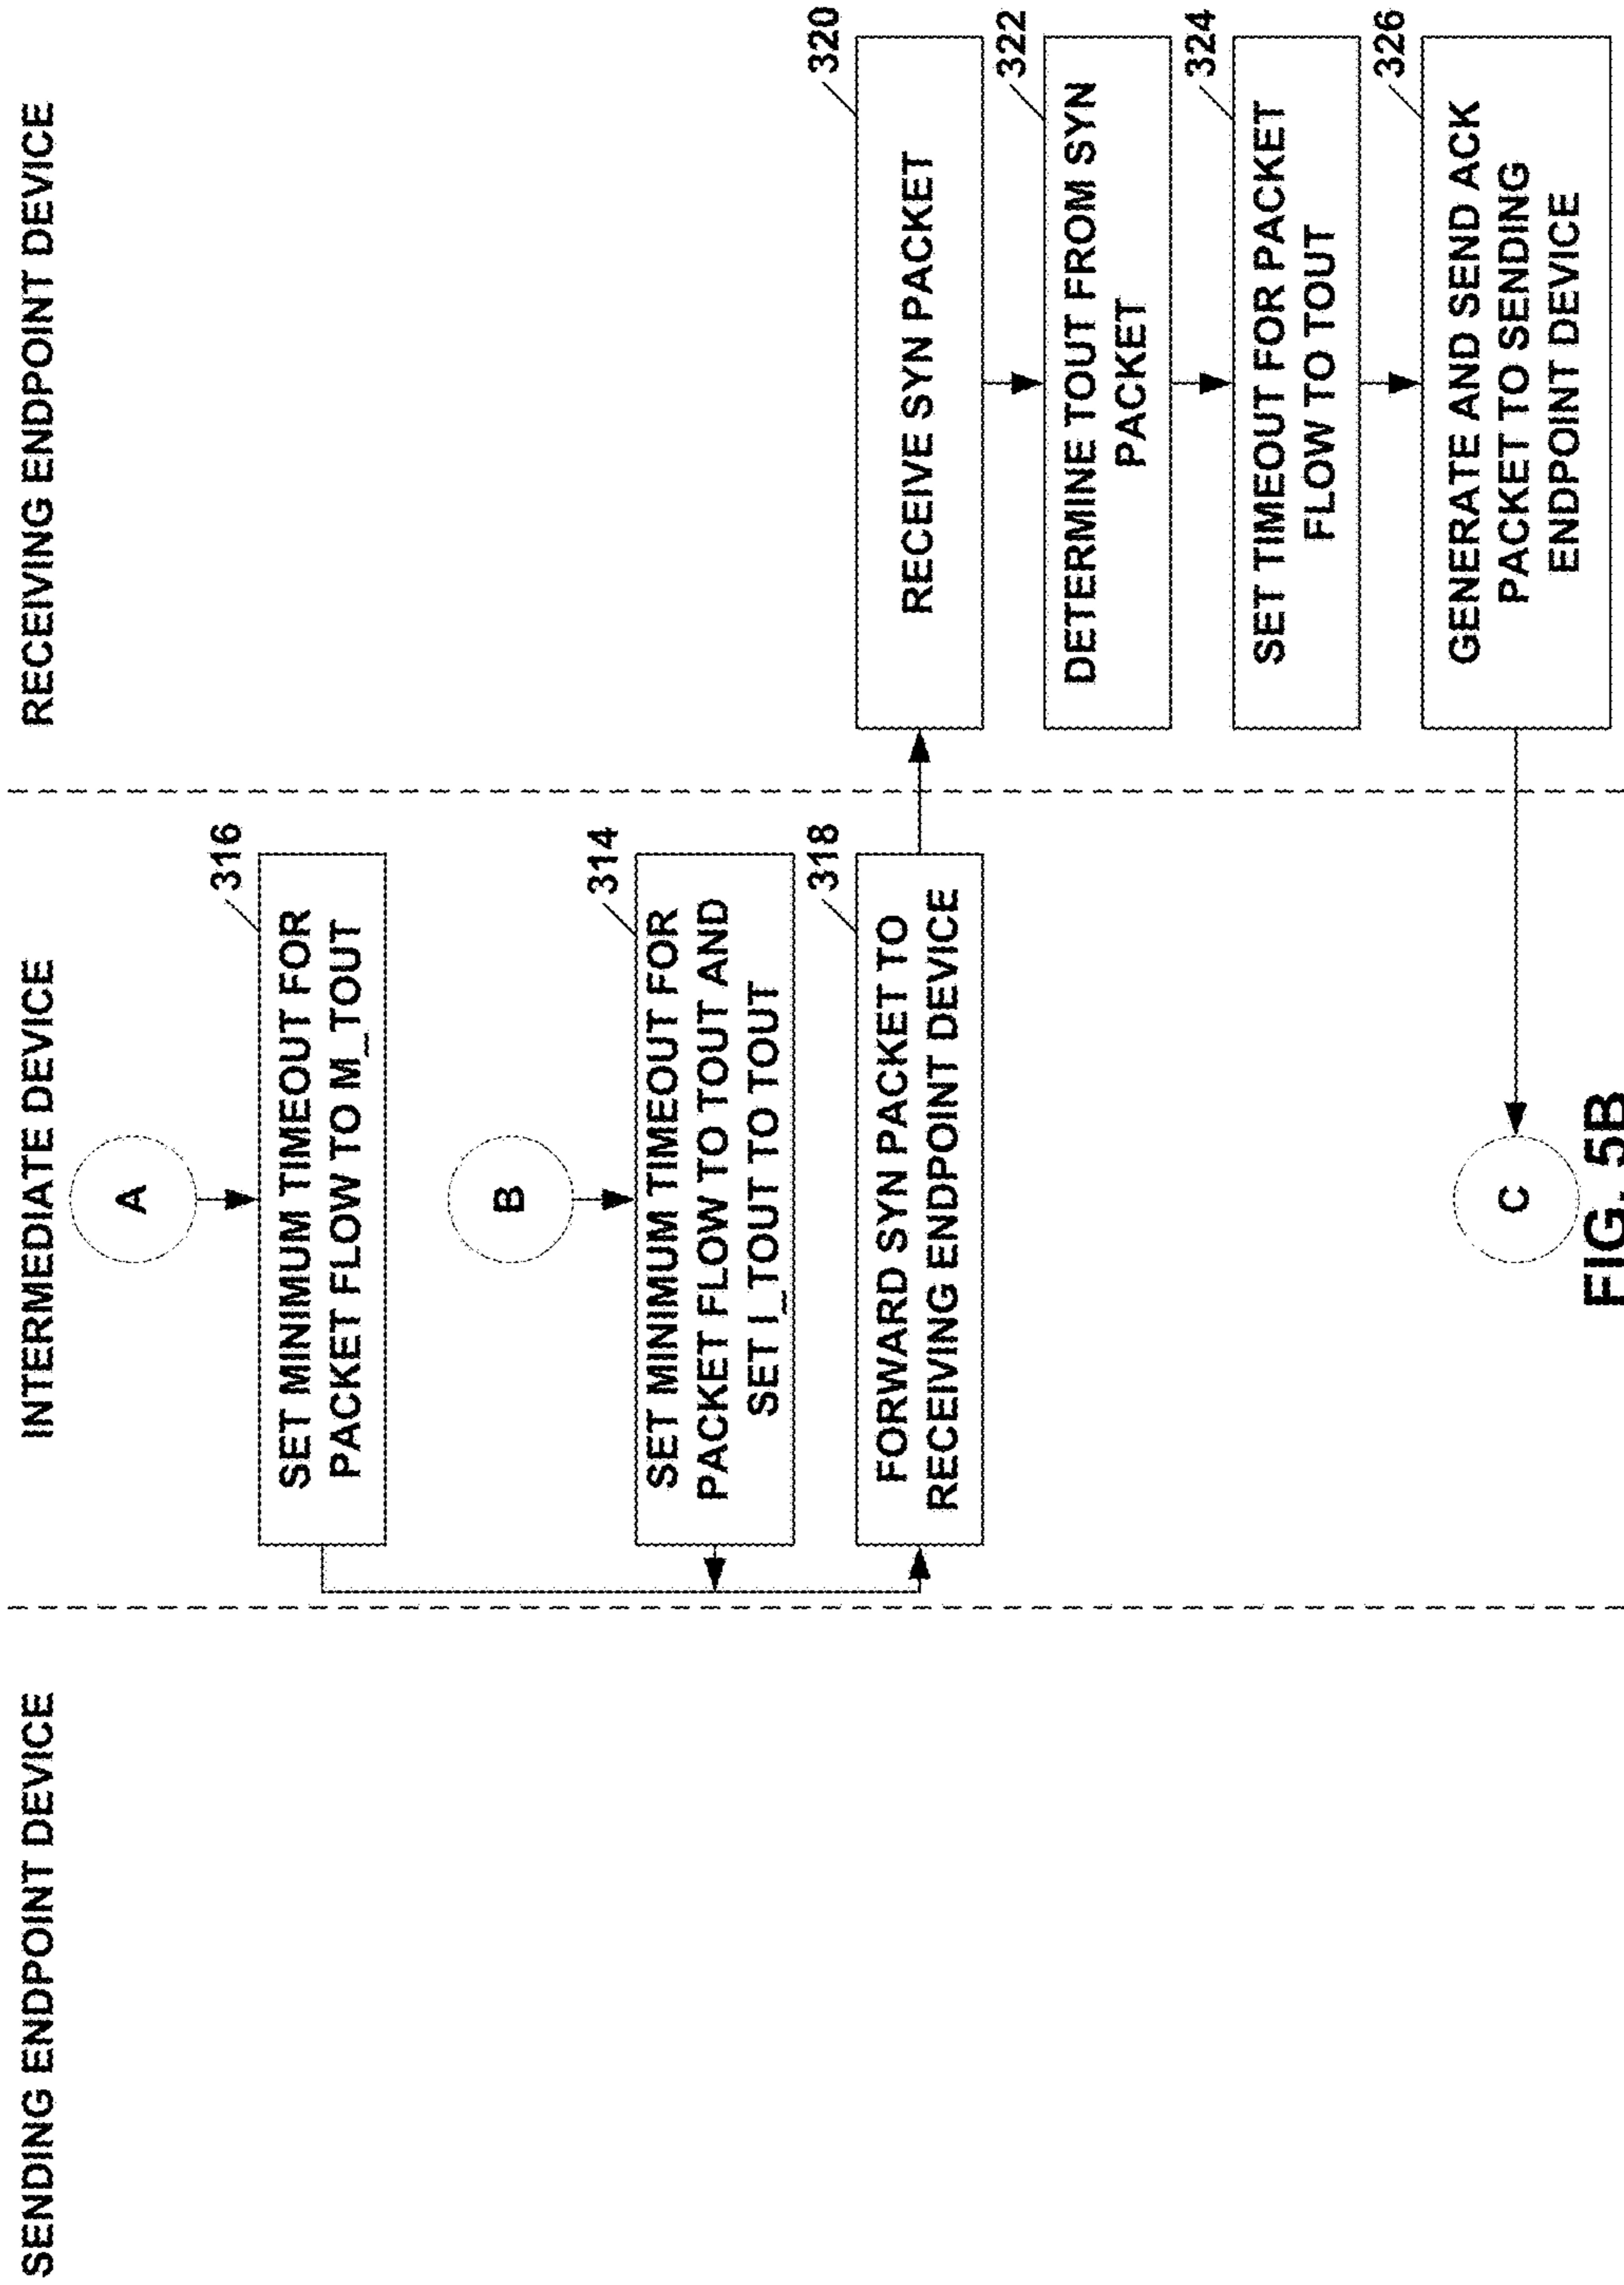 SENDING ENDPOINT DEVICE
INTERMEDIATE DEVICE
RECEIVING ENDPOINT DEVICE
A
316
SET MINIMUM TIMEOUT FOR
PACKET FLOW TO M_TOUT
B
314
SET MINIMUM TIMEOUT FOR
PACKET FLOW TO TOUT AND
SET I_TOUT TO TOUT
318
FORWARD SYN PACKET TO
RECEIVING ENDPOINT DEVICE
320
RECEIVE SYN PACKET
322
DETERMINE TOUT FROM SYN
PACKET
324
SET TIMEOUT FOR PACKET
FLOW TO TOUT
326
GENERATE AND SEND ACK
PACKET TO SENDING
ENDPOINT DEVICE
C
FIG. 5B